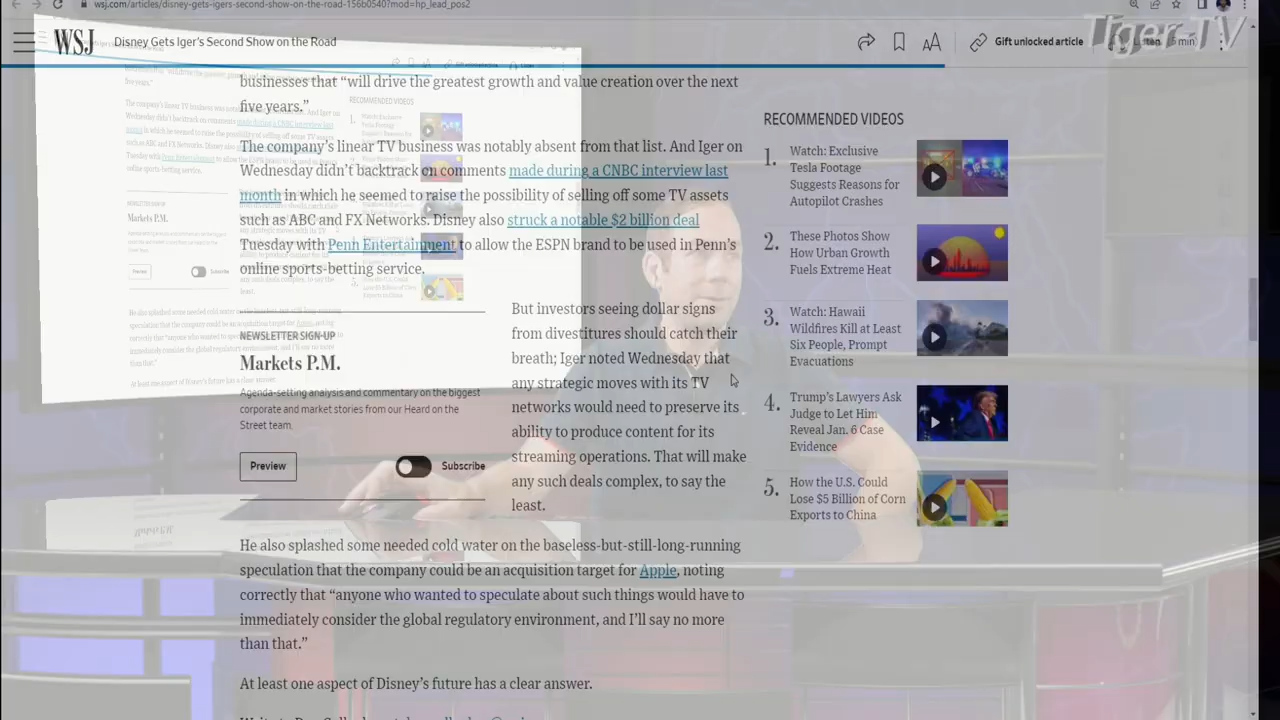 wsj.com/articles/disney-gets-igers-second-show-on-the-road-156b0540?mod=hp_lead_pos2
Tiger-TV
WSJ Disney Gets Iger's Second Show on the Road
Gift unlocked article
Listen
5 min
businesses that “will drive the greatest growth and value creation over the next
five years.”
The company's linear TV business was notably absent from that list. And Iger on
Wednesday didn't backtrack on comments made during a CNBC interview last
month in which he seemed to raise the possibility of selling off some TV assets
such as ABC and FX Networks. Disney also struck a notable $2 billion deal
Tuesday with Penn Entertainment to allow the ESPN brand to be used in Penn's
online sports-betting service.
NEWSLETTER SIGN-UP
Markets P.M.
Agenda-setting analysis and commentary on the biggest
corporate and market stories from our Heard on the
Street team.
Preview
Subscribe
But investors seeing dollar signs
from divestitures should catch their
breath; Iger noted Wednesday that
any strategic moves with its TV
networks would need to preserve its
ability to produce content for its
streaming operations. That will make
any such deals complex, to say the
least.
He also splashed some needed cold water on the baseless-but-still-long-running
speculation that the company could be an acquisition target for Apple, noting
correctly that “anyone who wanted to speculate about such things would have to
immediately consider the global regulatory environment, and I'll say no more
than that.”
At least one aspect of Disney's future has a clear answer.
RECOMMENDED VIDEOS
1. Watch: Exclusive
Tesla Footage
Suggests Reasons for
Autopilot Crashes
2. These Photos Show
How Urban Growth
Fuels Extreme Heat
3. Watch: Hawaii
Wildfires Kill at Least
Six People, Prompt
Evacuations
4. Trump's Lawyers Ask
Judge to Let Him
Reveal Jan. 6 Case
Evidence
5. How the U.S. Could
Lose $5 Billion of Corn
Exports to China